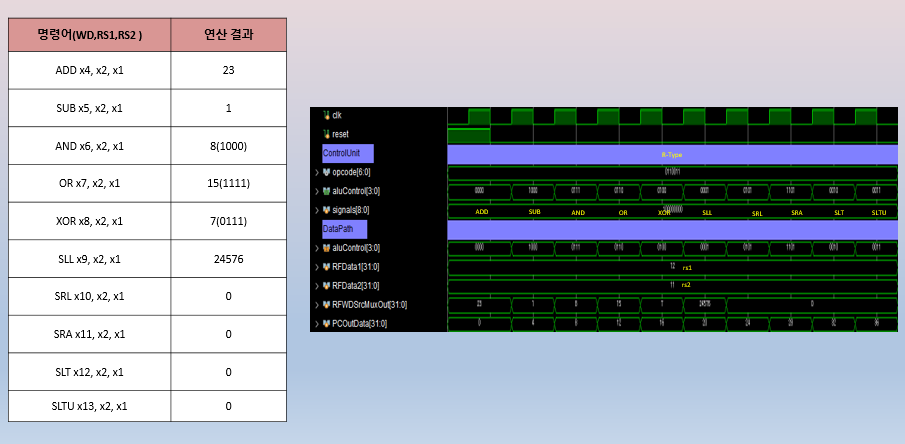 명령어(WD,RS1,RS2 ) 연산 결과
ADD x4, x2, x1 23
SUB x5, x2, x1 1
AND x6, x2, x1 8(1000)
OR x7, x2, x1 15(1111)
XOR x8, x2, x1 7(0111)
SLL x9, x2, x1 24576
SRL x10, x2, x1 0
SRA x11, x2, x1 0
SLT x12, x2, x1 0
SLTU x13, x2, x1 0
clk
reset
ControlUnit R-Type
opcode[6:0] 0110011
aluControl[3:0] 0000 1000 0111 0110 0100 0001 0101 1101 0010 0011
signals[8:0] ADD SUB AND OR XOR SLL SRL SRA SLT SLTU
DataPath
aluControl[3:0] 0000 1000 0111 0110 0100 0001 0101 1101 0010 0011
RFData1[31:0] 12 rs1
RFData2[31:0] 11 rs2
RFWDSrcMuxOut[31:0] 23 1 8 15 7 24576 0
PCOutData[31:0] 0 4 8 12 16 20 24 28 32 36